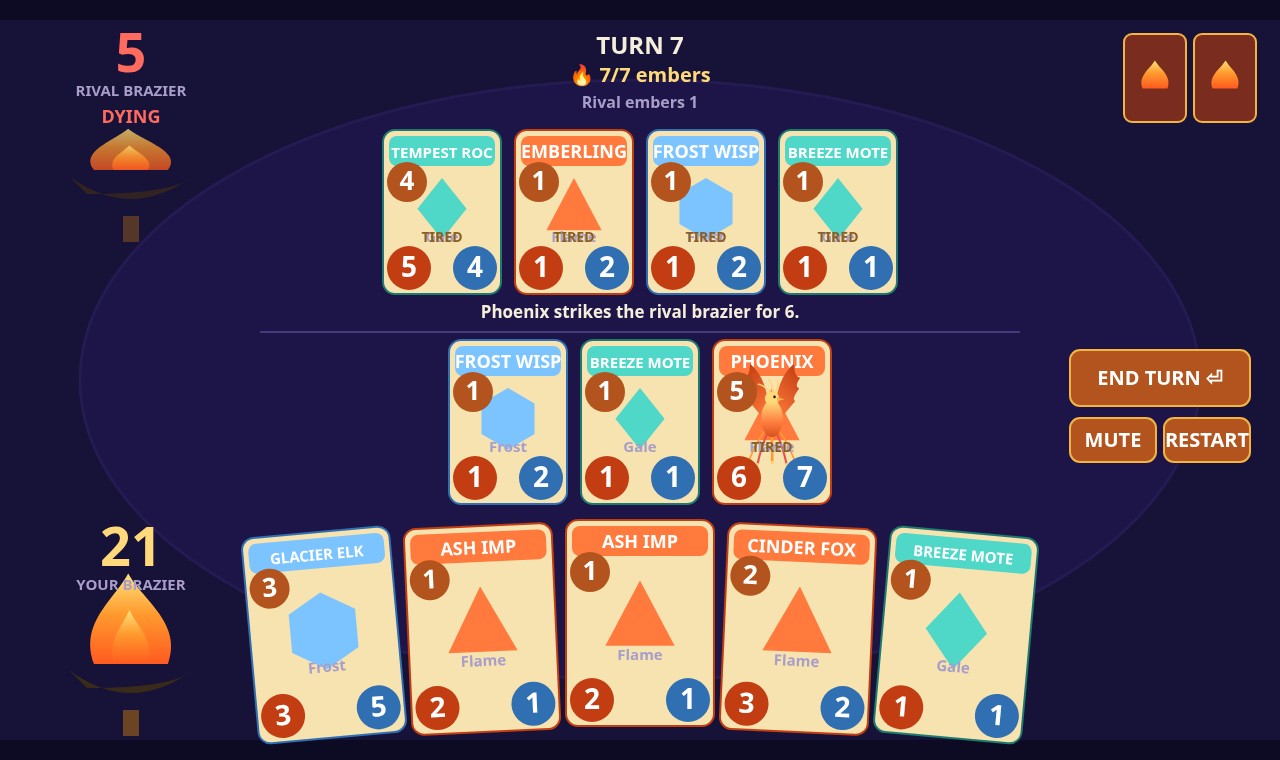 5
RIVAL BRAZIER
DYING
TURN 7
🔥 7/7 embers
Rival embers 1
TEMPEST ROC
4
TIRED
5
4
EMBERLING
1
TIRED
1
2
FROST WISP
1
TIRED
1
2
BREEZE MOTE
1
TIRED
1
1
Phoenix strikes the rival brazier for 6.
FROST WISP
1
Frost
1
2
BREEZE MOTE
1
Gale
1
1
PHOENIX
5
TIRED
6
7
END TURN ⏎
MUTE
RESTART
21
YOUR BRAZIER
GLACIER ELK
3
Frost
3
5
ASH IMP
1
Flame
2
1
ASH IMP
1
Flame
2
1
CINDER FOX
2
Flame
3
2
BREEZE MOTE
1
Gale
1
1